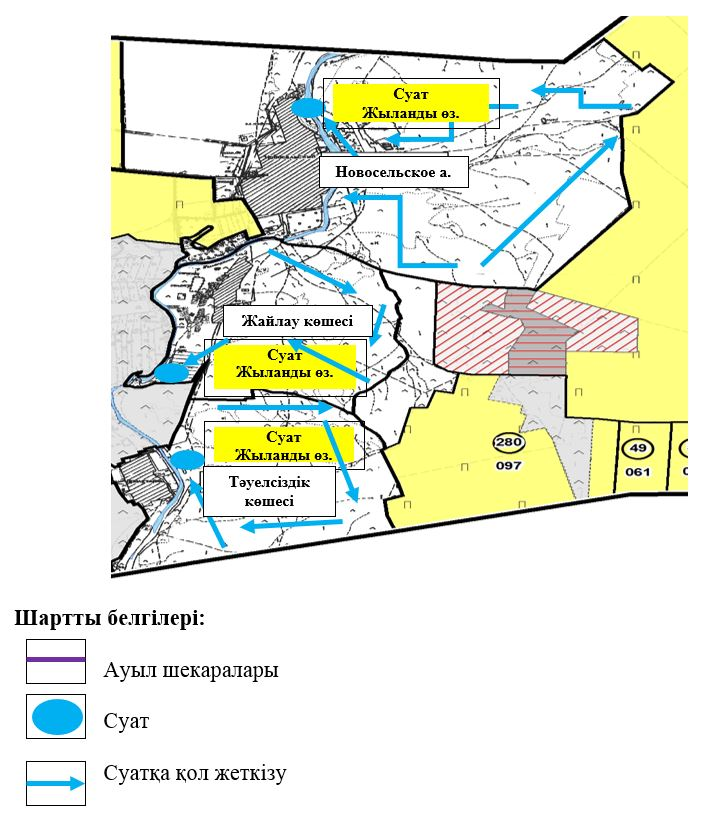 Суат
Жыланды өз.
Новосельское а.
Жайлау көшесі
Суат
Жыланды өз.
Суат
Жыланды өз.
Тәуелсіздік
көшесі
280
097
49
061
Шартты белгілері:
Ауыл шекаралары
Суат
Суатқа қол жеткізу